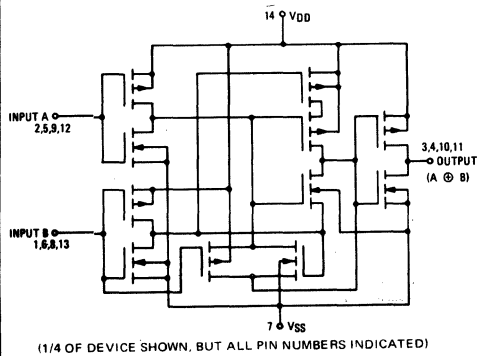 14 VDD
INPUT A
2,5,9,12
3,4,10,11
OUTPUT
(A ⊕ B)
INPUT B
1,6,8,13
7 VSS
(1/4 OF DEVICE SHOWN, BUT ALL PIN NUMBERS INDICATED)